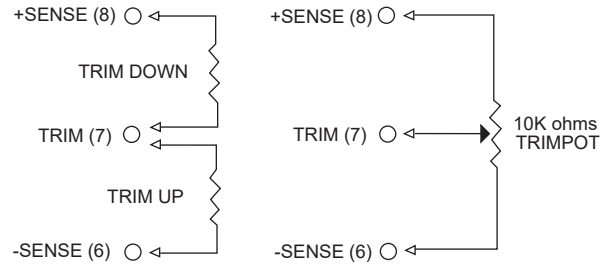 +SENSE (8)
TRIM DOWN
TRIM (7)
TRIM UP
-SENSE (6)
+SENSE (8)
TRIM (7)
10K ohms
TRIMPOT
-SENSE (6)